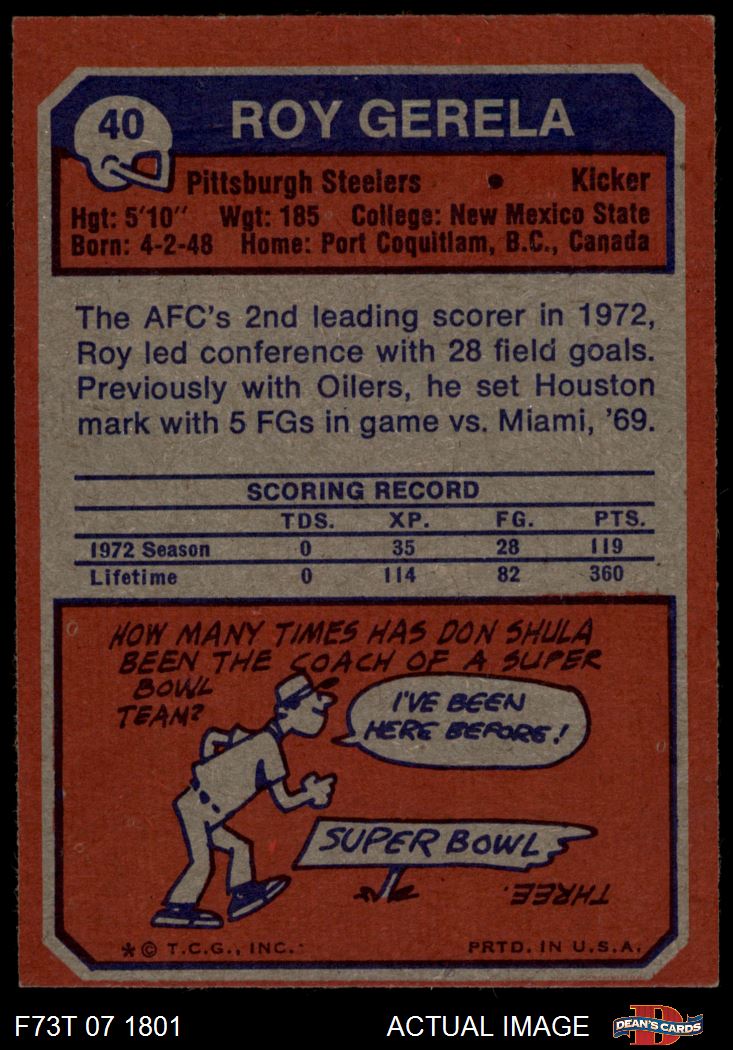 40
ROY GERELA
Pittsburgh Steelers • Kicker
Hgt: 5'10" Wgt: 185 College: New Mexico State
Born: 4-2-48 Home: Port Coquitlam, B.C., Canada
The AFC's 2nd leading scorer in 1972,
Roy led conference with 28 field goals.
Previously with Oilers, he set Houston
mark with 5 FGs in game vs. Miami, '69.
SCORING RECORD
TDS. XP. FG. PTS.
1972 Season 0 35 28 119
Lifetime 0 114 82 360
HOW MANY TIMES HAS DON SHULA
BEEN THE COACH OF A SUPER
BOWL
TEAM?
I'VE BEEN
HERE BEFORE!
SUPER BOWL
THREE.
* © T.C.G., INC. PRTD. IN U.S.A.
F73T 07 1801 ACTUAL IMAGE
D
DEAN'S CARDS